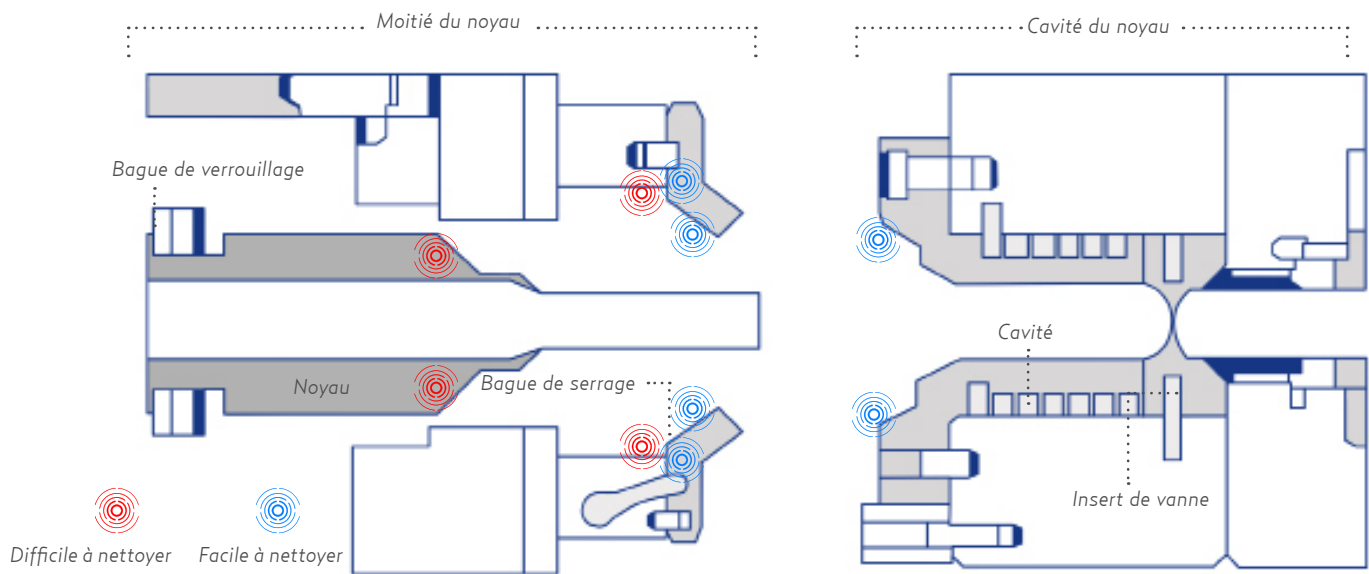 Moitié du noyau
Cavité du noyau
Bague de verrouillage
Cavité
Noyau
Bague de serrage
Insert de vanne
Difficile à nettoyer
Facile à nettoyer